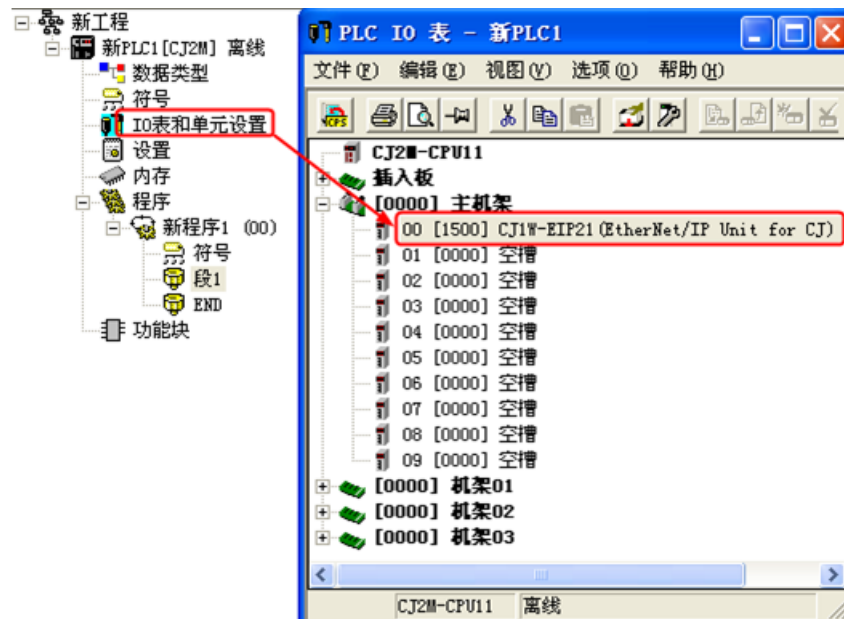 新工程
新PLC1[CJ2M] 离线
数据类型
符号
IO表和单元设置
设置
内存
程序
新程序1 (00)
符号
段1
END
功能块
PLC IO 表 - 新PLC1
文件(F) 编辑(E) 视图(V) 选项(O) 帮助(H)
CJ2M-CPU11
插入板
[0000] 主机架
00 [1500] CJ1W-EIP21(EtherNet/IP Unit for CJ)
01 [0000] 空槽
02 [0000] 空槽
03 [0000] 空槽
04 [0000] 空槽
05 [0000] 空槽
06 [0000] 空槽
07 [0000] 空槽
08 [0000] 空槽
09 [0000] 空槽
[0000] 机架01
[0000] 机架02
[0000] 机架03
CJ2M-CPU11 离线